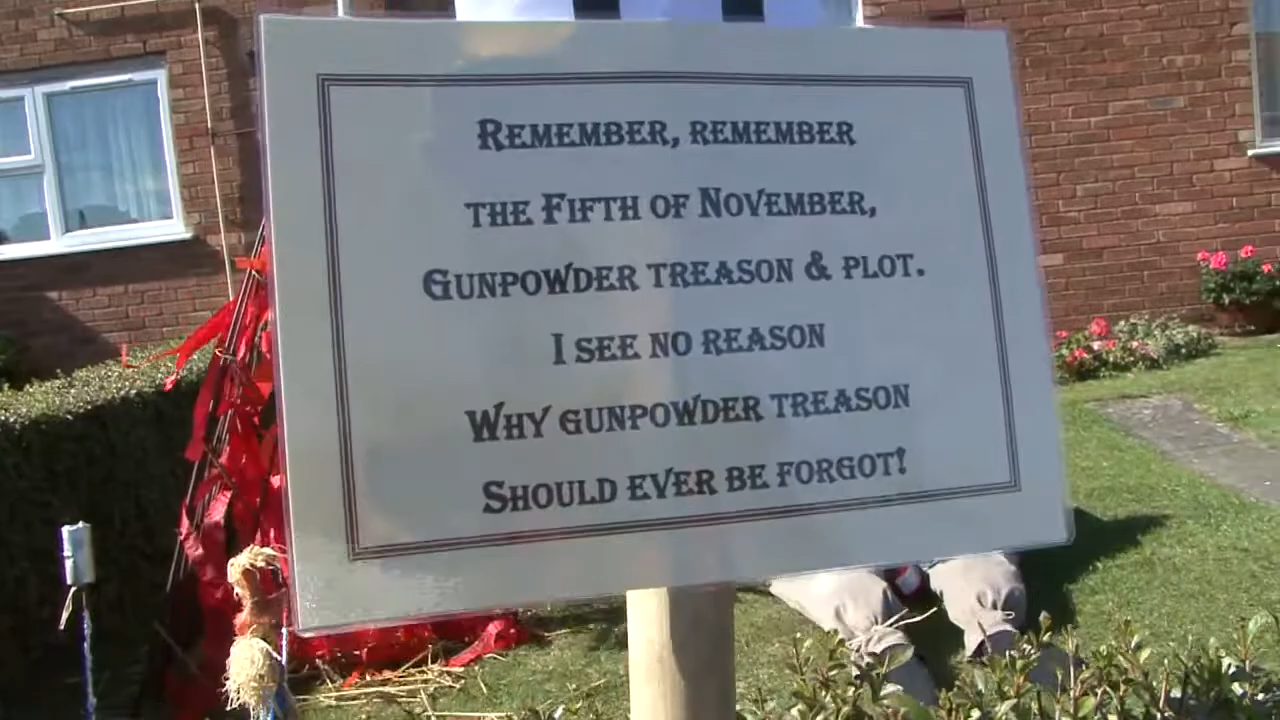 Remember, remember
the Fifth of November,
Gunpowder treason & plot.
I see no reason
Why gunpowder treason
Should ever be forgot!